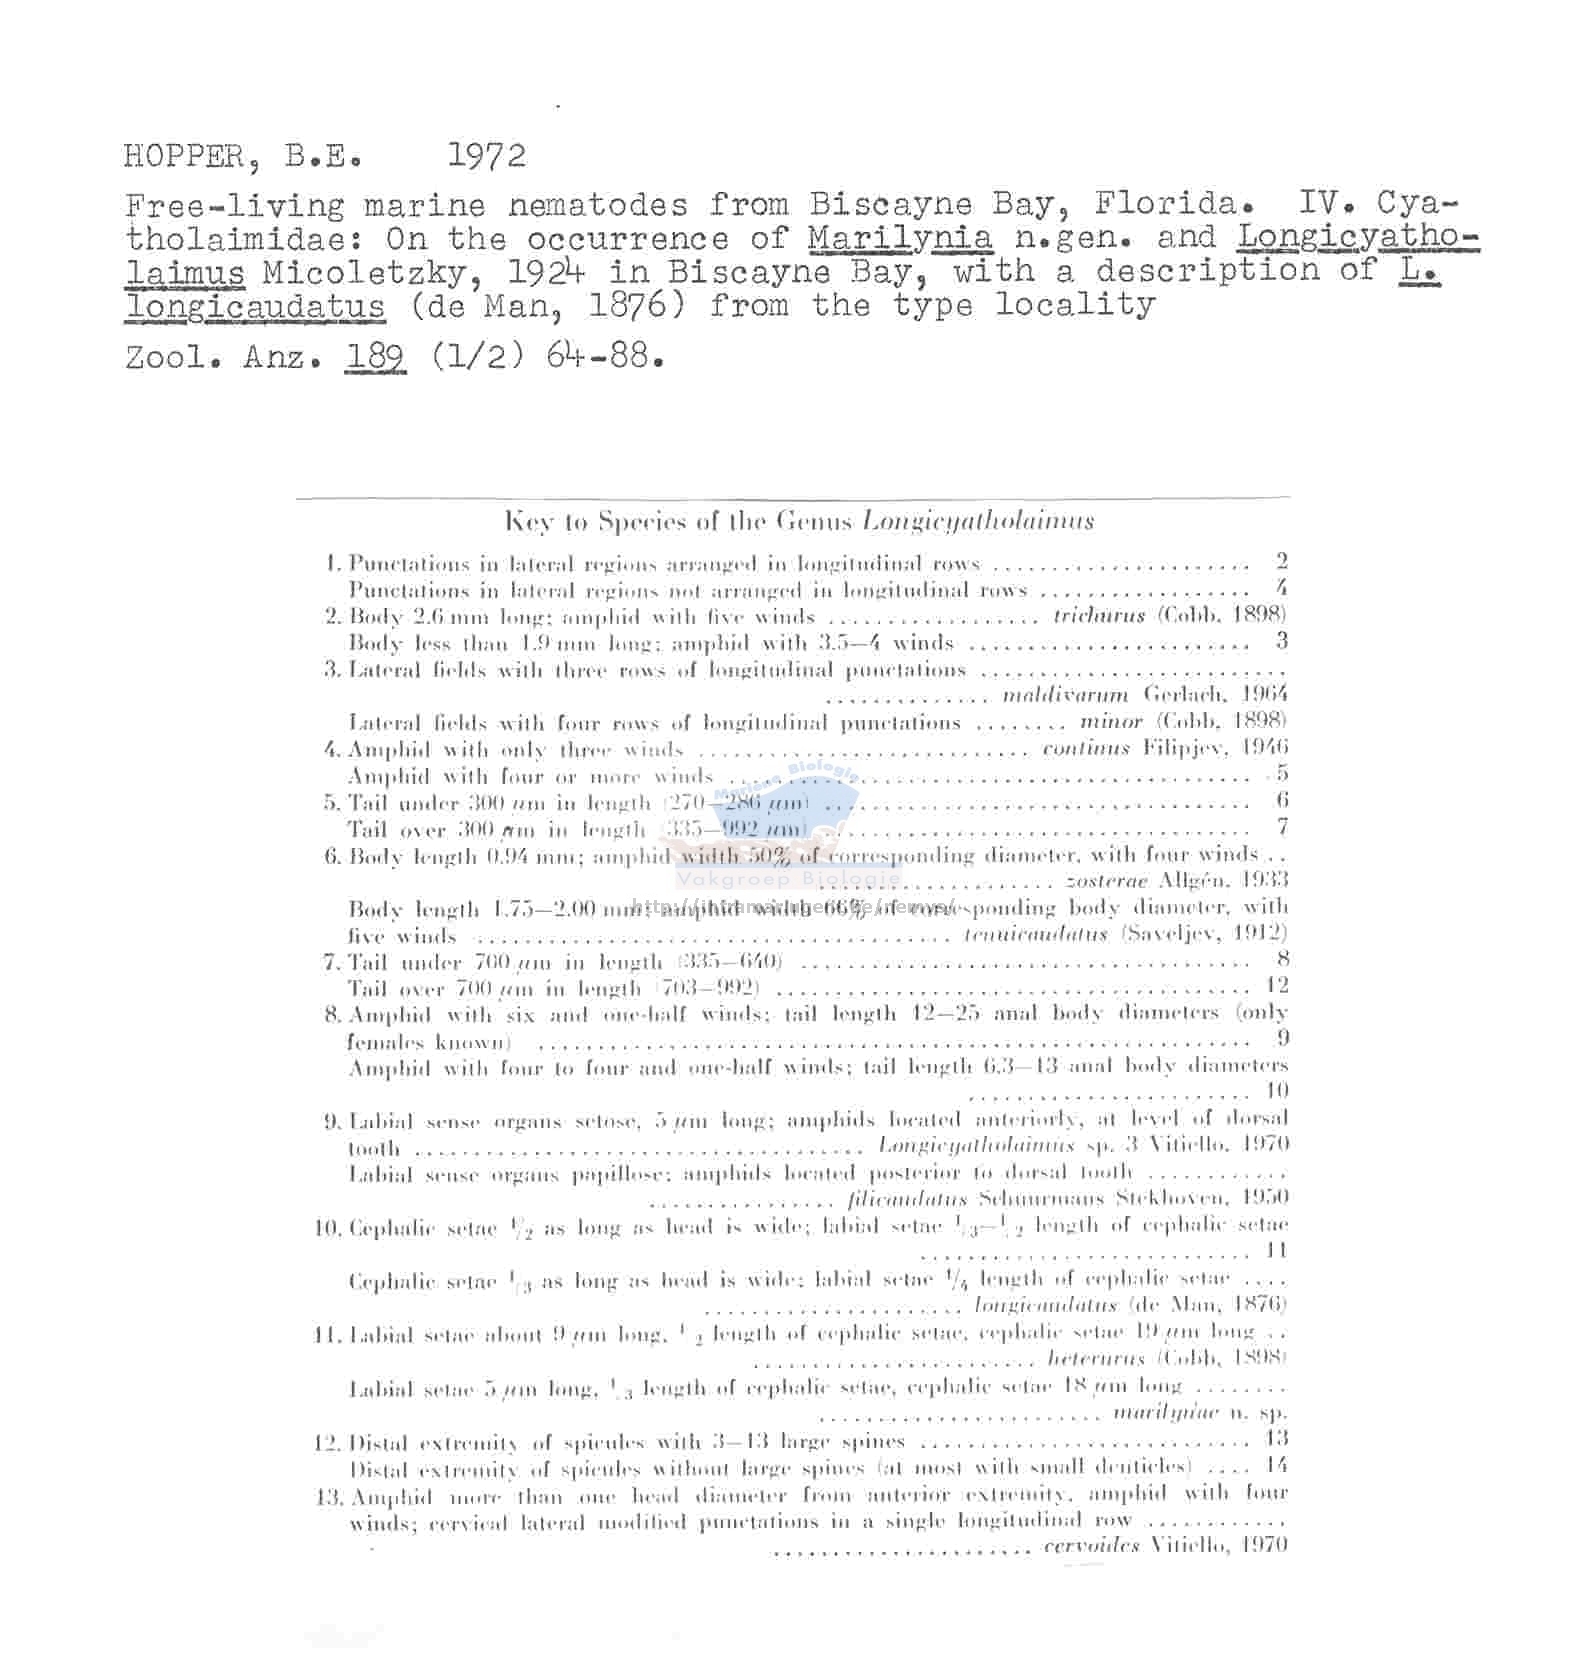 HOPPER, B.E. 1972
Free-living marine nematodes from Biscayne Bay, Florida. IV. Cya-
tholaimidae: On the occurrence of Marilynia n.gen. and Longicyatho-
laimus Micoletzky, 1924 in Biscayne Bay, with a description of L.
longicaudatus (de Man, 1876) from the type locality
Zool. Anz. 189 (1/2) 64-88.
Key to Species of the Genus Longicyatholaimus
1. Punctations in lateral regions arranged in longitudinal rows ...................... 2
Punctations in lateral regions not arranged in longitudinal rows .................. 4
2. Body 2.6 mm long; amphid with five winds .................. trichurus (Cobb, 1898)
Body less than 1.9 mm long; amphid with 3.5—4 winds ........................ 3
3. Lateral fields with three rows of longitudinal punctations ..........................
.............. maldivarum Gerlach, 1964
Lateral fields with four rows of longitudinal punctations ........ minor (Cobb, 1898)
4. Amphid with only three winds ............................ continus Filipjev, 1946
Amphid with four or more winds ............................................ 5
5. Tail under 300 µm in length (270—286 µm) .................................... 6
Tail over 300 µm in length (335—992 µm) .................................... 7
6. Body length 0.94 mm; amphid width 50% of corresponding diameter, with four winds ..
.................... zosterae Allgén, 1933
Body length 1.75—2.00 mm; amphid width 66% of corresponding body diameter, with
five winds ........................................ tenuicaudatus (Saveljev, 1912)
7. Tail under 700 µm in length (335—640) ...................................... 8
Tail over 700 µm in length (703—992) ........................................ 12
8. Amphid with six and one-half winds; tail length 12—25 anal body diameters (only
females known) ............................................................ 9
Amphid with four to four and one-half winds; tail length 6.3—13 anal body diameters
........................ 10
9. Labial sense organs setose, 5 µm long; amphids located anteriorly, at level of dorsal
tooth ...................................... Longicyatholaimus sp. 3 Vitiello, 1970
Labial sense organs papillose; amphids located posterior to dorsal tooth ............
................ filicaudatus Schuurmans Stekhoven, 1950
10. Cephalic setae 1/2 as long as head is wide; labial setae 1/3—1/2 length of cephalic setae
............................ 11
Cephalic setae 1/3 as long as head is wide; labial setae 1/4 length of cephalic setae ....
...................... longicaudatus (de Man, 1876)
11. Labial setae about 9 µm long, 1/2 length of cephalic setae, cephalic setae 19 µm long ..
........................ heterurus (Cobb, 1898)
Labial setae 5 µm long, 1/3 length of cephalic setae, cephalic setae 18 µm long ........
........................ marilynae n. sp.
12. Distal extremity of spicules with 3—13 large spines ............................ 13
Distal extremity of spicules without large spines (at most with small denticles) .... 14
13. Amphid more than one head diameter from anterior extremity, amphid with four
winds; cervical lateral modified punctations in a single longitudinal row ............
...................... cervoides Vitiello, 1970
Mariene Biologie
Vakgroep Biologie